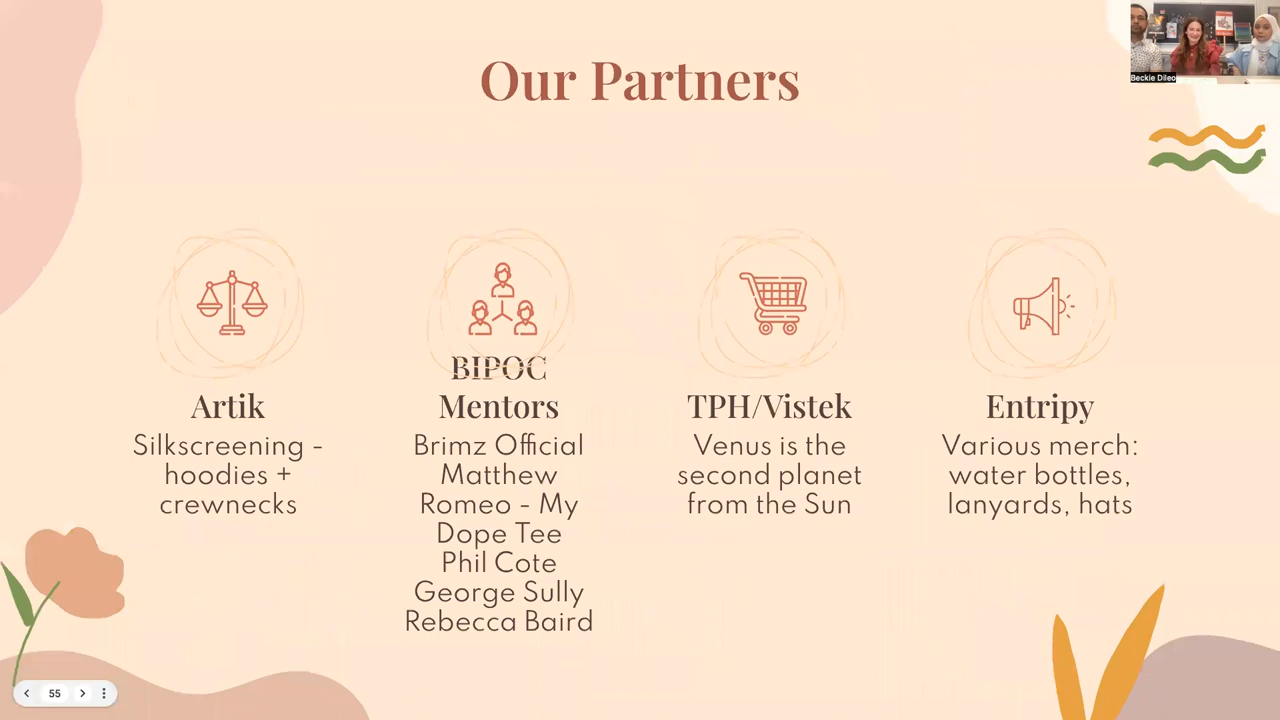 Our Partners
Beckie Dileo
Artik
Silkscreening -
hoodies +
crewnecks
BIPOC
Mentors
Brimz Official
Matthew
Romeo - My
Dope Tee
Phil Cote
George Sully
Rebecca Baird
TPH/Vistek
Venus is the
second planet
from the Sun
Entripy
Various merch:
water bottles,
lanyards, hats
55